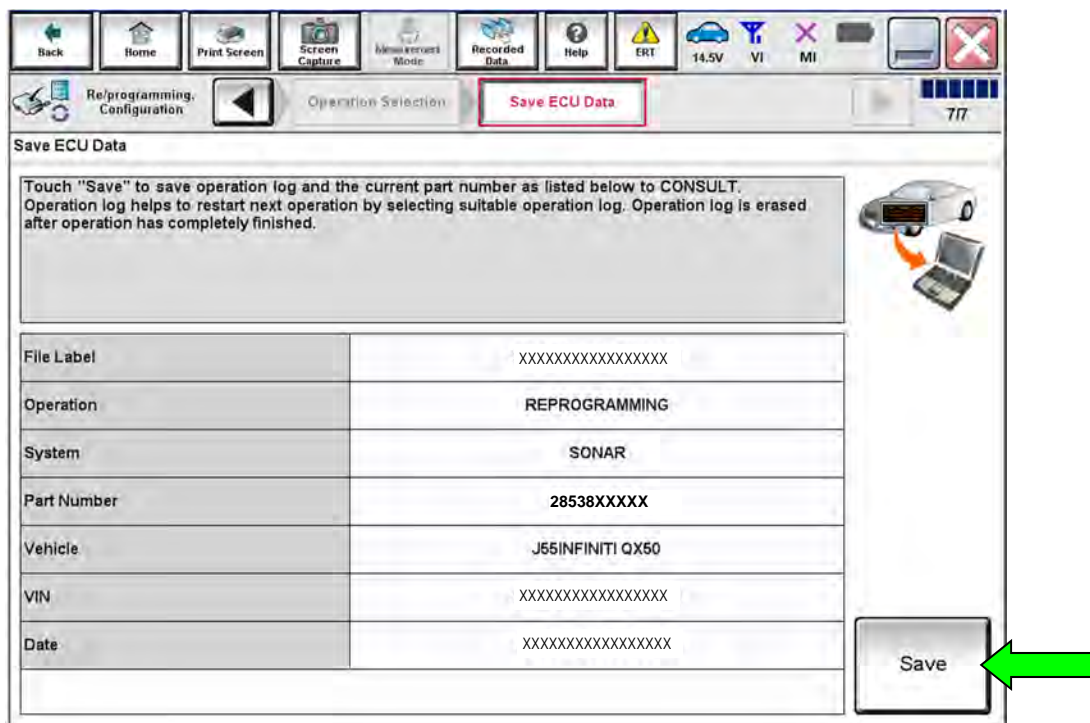 Back Home Print Screen Screen Capture Measurement Mode Recorded Data Help ERT 14.5V VI MI
Re/programming, Configuration Operation Selection Save ECU Data 7/7
Save ECU Data
Touch "Save" to save operation log and the current part number as listed below to CONSULT.
Operation log helps to restart next operation by selecting suitable operation log. Operation log is erased
after operation has completely finished.
File Label XXXXXXXXXXXXXXXXX
Operation REPROGRAMMING
System SONAR
Part Number 28538XXXXX
Vehicle J55INFINITI QX50
VIN XXXXXXXXXXXXXXXXX
Date XXXXXXXXXXXXXXXXX
Save